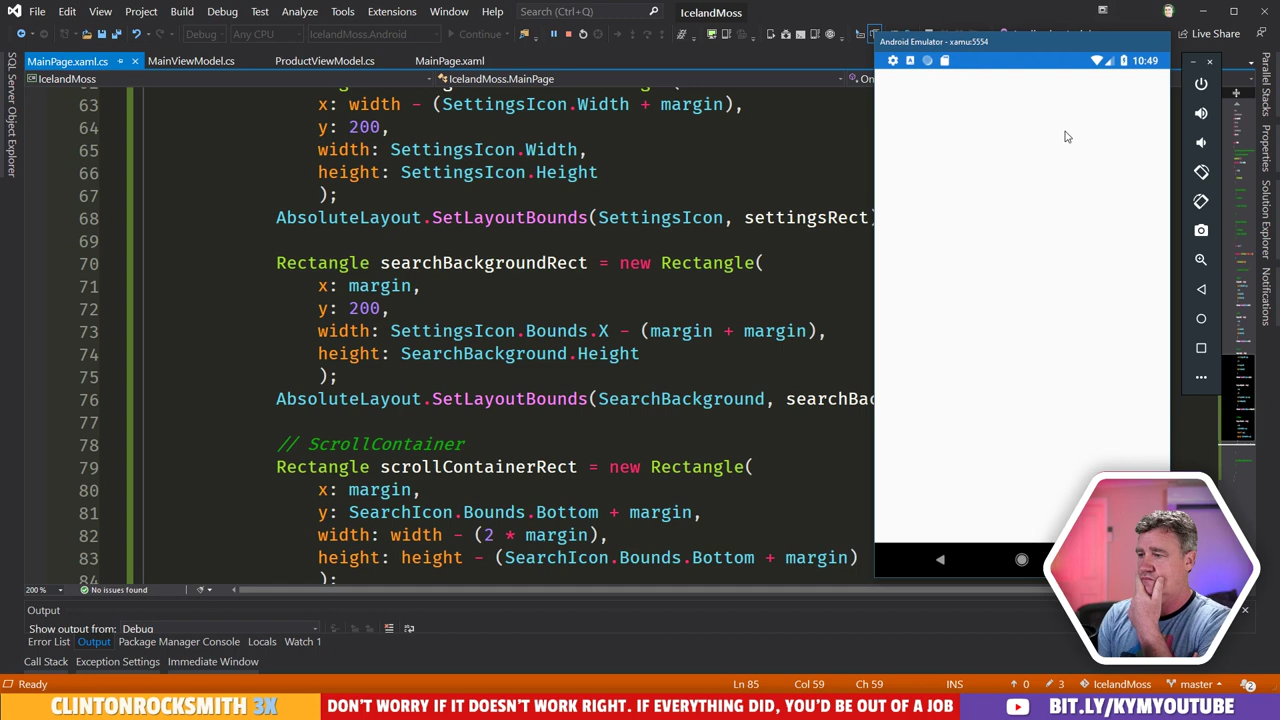 File Edit View Project Build Debug Test Analyze Tools Extensions Window Help Search (Ctrl+Q) IcelandMoss
Debug Any CPU IcelandMoss.Android Continue Live Share
MainPage.xaml.cs MainViewModel.cs ProductViewModel.cs MainPage.xaml
IcelandMoss IcelandMoss.MainPage On
SQL Server Object Explorer
63 x: width - (SettingsIcon.Width + margin),
64 y: 200,
65 width: SettingsIcon.Width,
66 height: SettingsIcon.Height
67 );
68 AbsoluteLayout.SetLayoutBounds(SettingsIcon, settingsRect)
69
70 Rectangle searchBackgroundRect = new Rectangle(
71 x: margin,
72 y: 200,
73 width: SettingsIcon.Bounds.X - (margin + margin),
74 height: SearchBackground.Height
75 );
76 AbsoluteLayout.SetLayoutBounds(SearchBackground, searchBac
77
78 // ScrollContainer
79 Rectangle scrollContainerRect = new Rectangle(
80 x: margin,
81 y: SearchIcon.Bounds.Bottom + margin,
82 width: width - (2 * margin),
83 height: height - (SearchIcon.Bounds.Bottom + margin)
84 );
Android Emulator - xamu:5554
10:49
Parallel Stacks
Properties
Solution Explorer
Notifications
200 % No issues found
Output
Show output from: Debug
Error List Output Package Manager Console Locals Watch 1
Call Stack Exception Settings Immediate Window
Ready Ln 85 Col 59 Ch 59 INS 0 3 IcelandMoss master 2
CLINTONROCKSMITH 3X DON'T WORRY IF IT DOESN'T WORK RIGHT. IF EVERYTHING DID, YOU'D BE OUT OF A JOB BIT.LY/KYMYOUTUBE